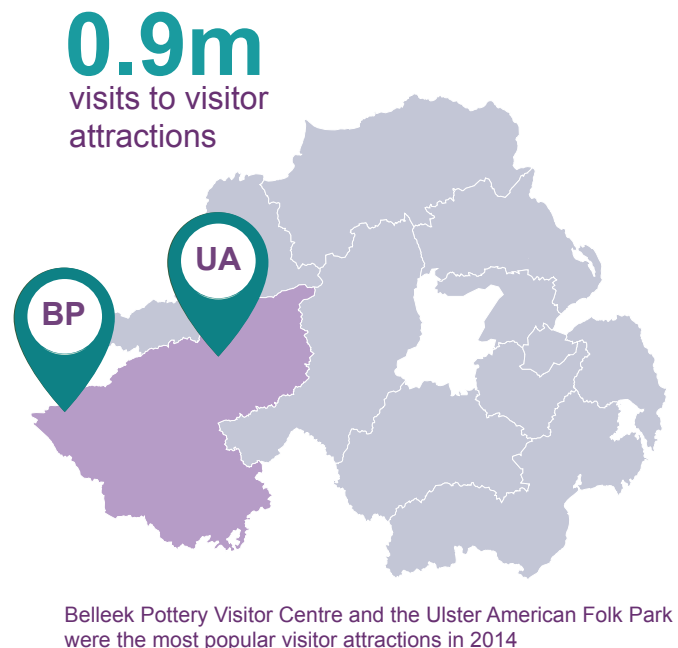 0.9m
visits to visitor
attractions
UA
BP
Belleek Pottery Visitor Centre and the Ulster American Folk Park
were the most popular visitor attractions in 2014